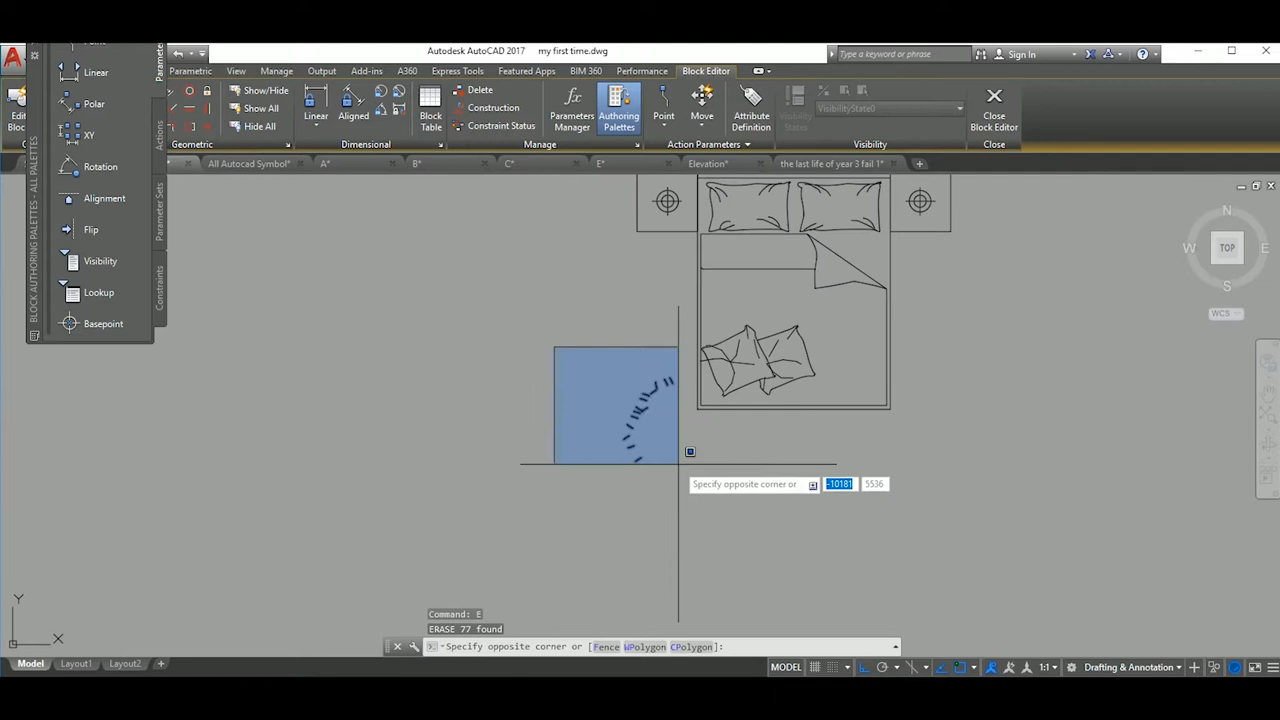 Autodesk AutoCAD 2017 my first time.dwg
Type a keyword or phrase
Sign In
Parametric View Manage Output Add-ins A360 Express Tools Featured Apps BIM 360 Performance Block Editor
Show/Hide
Show All
Hide All
Geometric
Linear
Aligned
Dimensional
Block
Table
Delete
Construction
Constraint Status
Manage
Parameters
Manager
Authoring
Palettes
Point
Move
Action Parameters
Attribute
Definition
Visibility
States
VisibilityState0
Visibility
Close
Block Editor
Close
All Autocad Symbol* A* B* C* E* Elevation* the last life of year 3 fail 1*
Linear
Polar
XY
Rotation
Alignment
Flip
Visibility
Lookup
Basepoint
Actions
Parameter Sets
Constraints
BLOCK AUTHORING PALETTES - ALL PALETTES
N
W TOP E
S
WCS
Specify opposite corner or -10181 5536
Y
X
Command: E
ERASE 77 found
Specify opposite corner or [Fence WPolygon CPolygon]:
Model Layout1 Layout2 +
MODEL 1:1 Drafting & Annotation